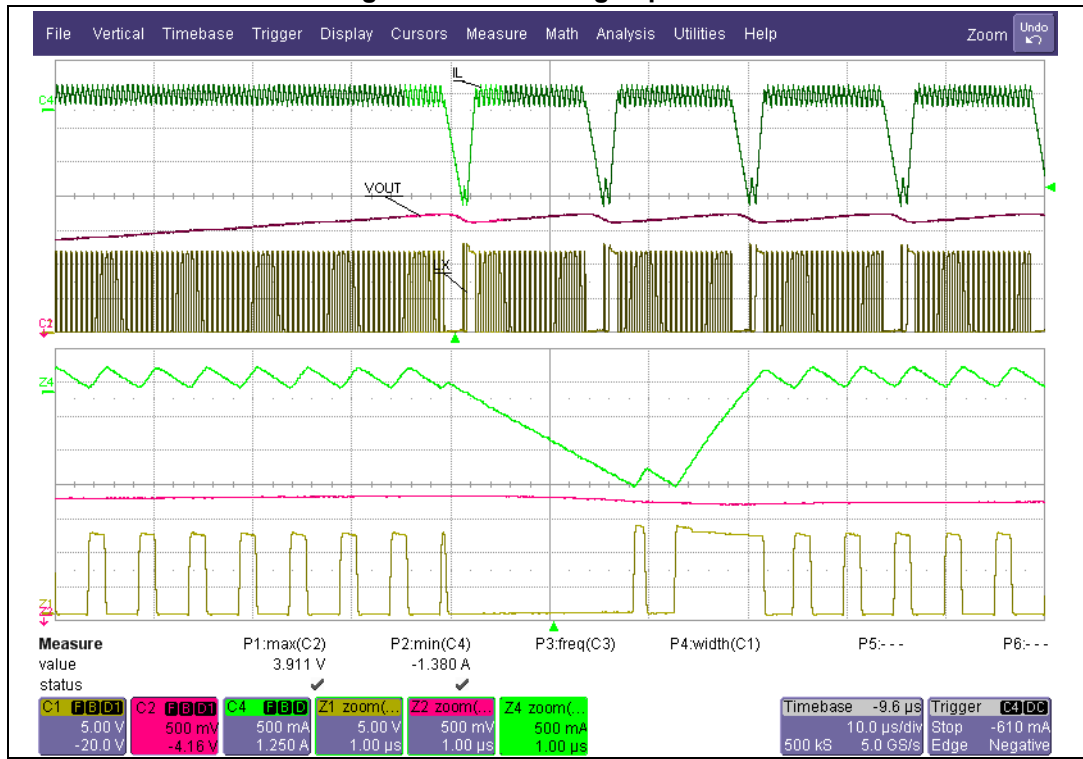 File Vertical Timebase Trigger Display Cursors Measure Math Analysis Utilities Help Zoom Undo
C4
IL
VOUT
LX
C2
Z4
Z1
Z2
Measure P1:max(C2) P2:min(C4) P3:freq(C3) P4:width(C1) P5:- - - P6:- - -
value 3.911 V -1.380 A
status
C1 F B D1 C2 F B D1 C4 F B D Z1 zoom(... Z2 zoom(... Z4 zoom(... Timebase -9.6 µs Trigger C4 DC
5.00 V 500 mV 500 mA 5.00 V 500 mV 500 mA 10.0 µs/div Stop -610 mA
-20.0 V -4.16 V 1.250 A 1.00 µs 1.00 µs 1.00 µs 500 kS 5.0 GS/s Edge Negative